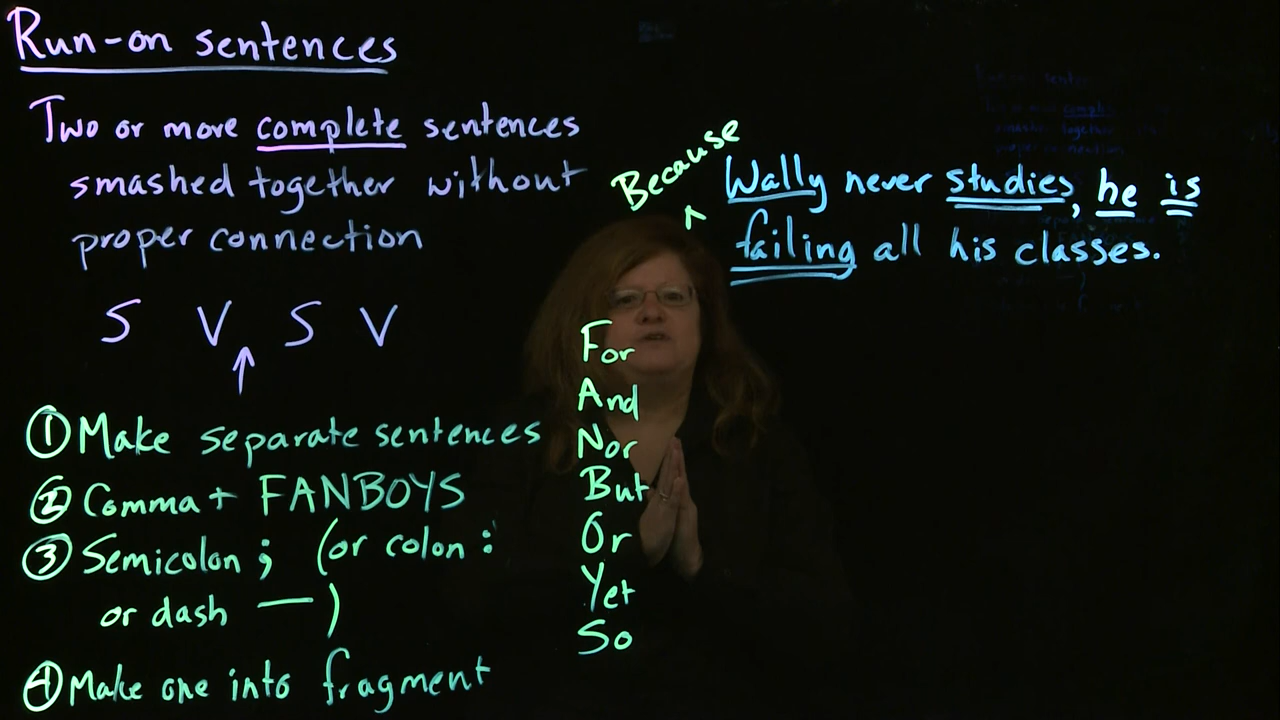 Run-on sentences
Two or more complete sentences
smashed together without
proper connection
S V S V
↑
① Make separate sentences
② Comma + FANBOYS
③ Semicolon ; (or colon :
or dash — )
④ Make one into fragment
For
And
Nor
But
Or
Yet
So
Because
^
Wally never studies, he is
failing all his classes.